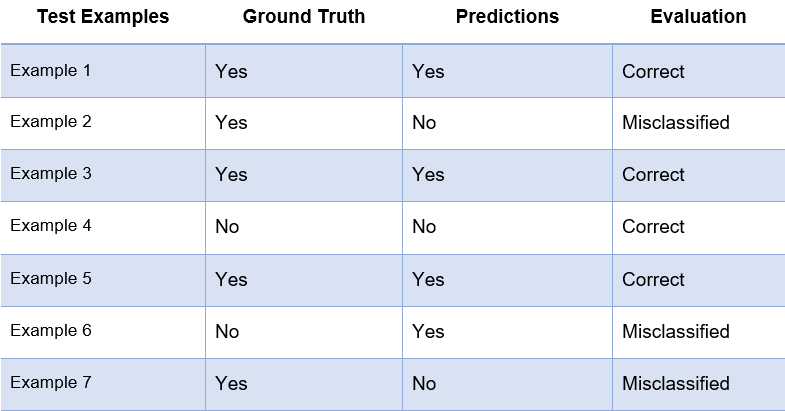 Test Examples Ground Truth Predictions Evaluation
Example 1 Yes Yes Correct
Example 2 Yes No Misclassified
Example 3 Yes Yes Correct
Example 4 No No Correct
Example 5 Yes Yes Correct
Example 6 No Yes Misclassified
Example 7 Yes No Misclassified